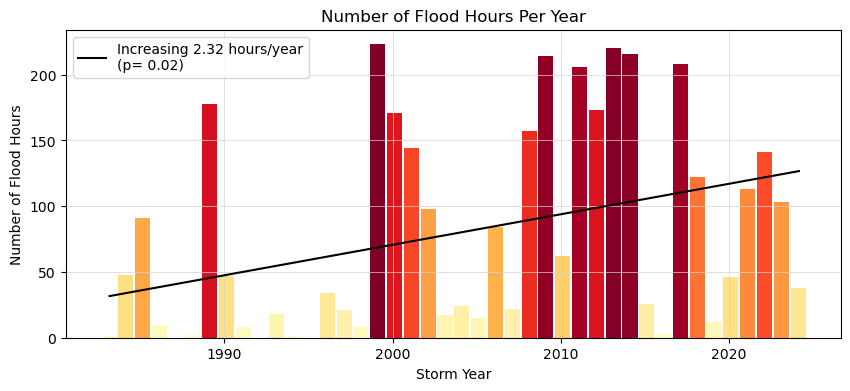 Number of Flood Hours Per Year
Increasing 2.32 hours/year
(p= 0.02)
Number of Flood Hours
200
150
100
50
0
1990
2000
2010
2020
Storm Year